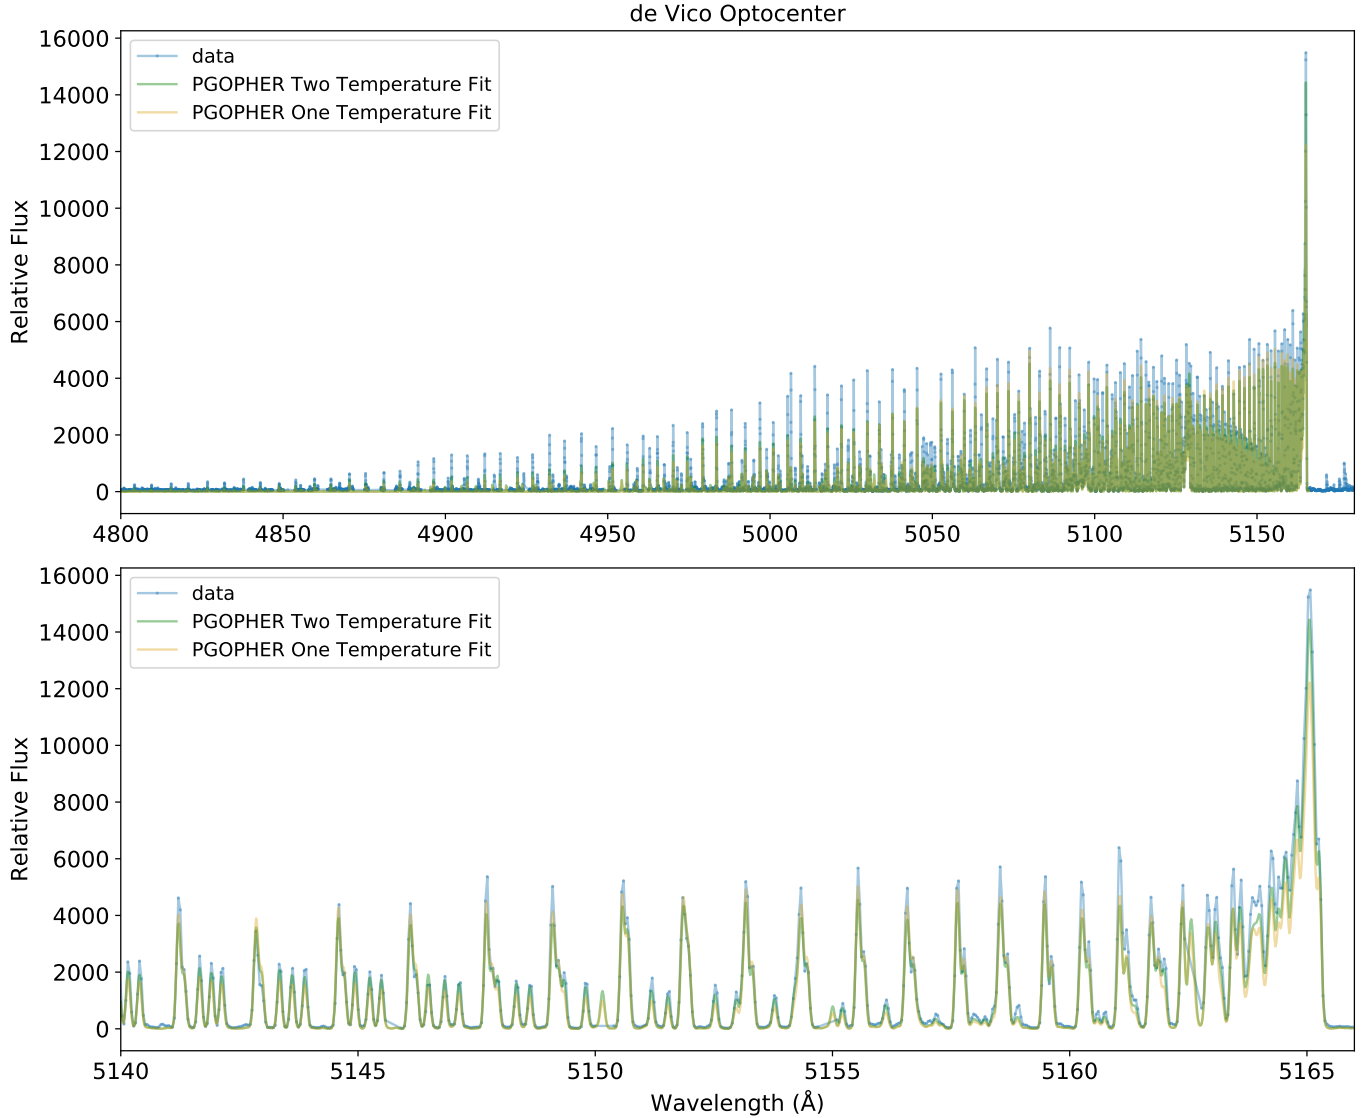 de Vico Optocenter
16000
14000
12000
10000
8000
6000
4000
2000
0
Relative Flux
data
PGOPHER Two Temperature Fit
PGOPHER One Temperature Fit
4800 4850 4900 4950 5000 5050 5100 5150
16000
14000
12000
10000
8000
6000
4000
2000
0
Relative Flux
data
PGOPHER Two Temperature Fit
PGOPHER One Temperature Fit
5140 5145 5150 5155 5160 5165
Wavelength (Å)